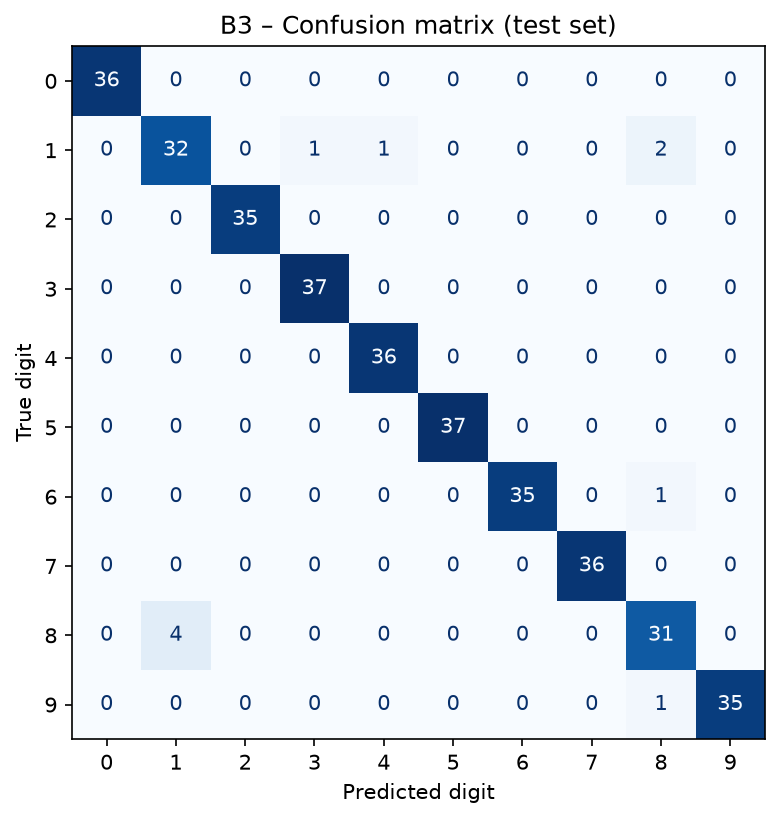 B3 – Confusion matrix (test set)
0 36 0 0 0 0 0 0 0 0 0
1 0 32 0 1 1 0 0 0 2 0
2 0 0 35 0 0 0 0 0 0 0
3 0 0 0 37 0 0 0 0 0 0
4 0 0 0 0 36 0 0 0 0 0
5 0 0 0 0 0 37 0 0 0 0
6 0 0 0 0 0 0 35 0 1 0
7 0 0 0 0 0 0 0 36 0 0
8 0 4 0 0 0 0 0 0 31 0
9 0 0 0 0 0 0 0 0 1 35
0 1 2 3 4 5 6 7 8 9
Predicted digit
True digit